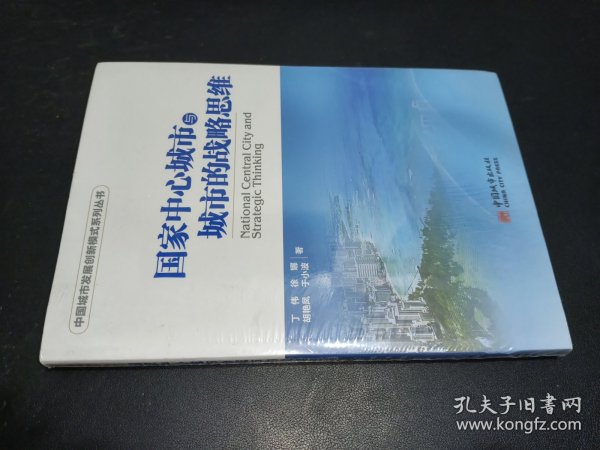 中国城市发展创新模式系列丛书
国家中心城市与
城市的战略思维
National Central City and
Strategic Thinking
丁伟 徐娜
胡艳凤 于小波 著
中国城市出版社
CHINA CITY PRESS
孔夫子旧书网
www.kongfz.com